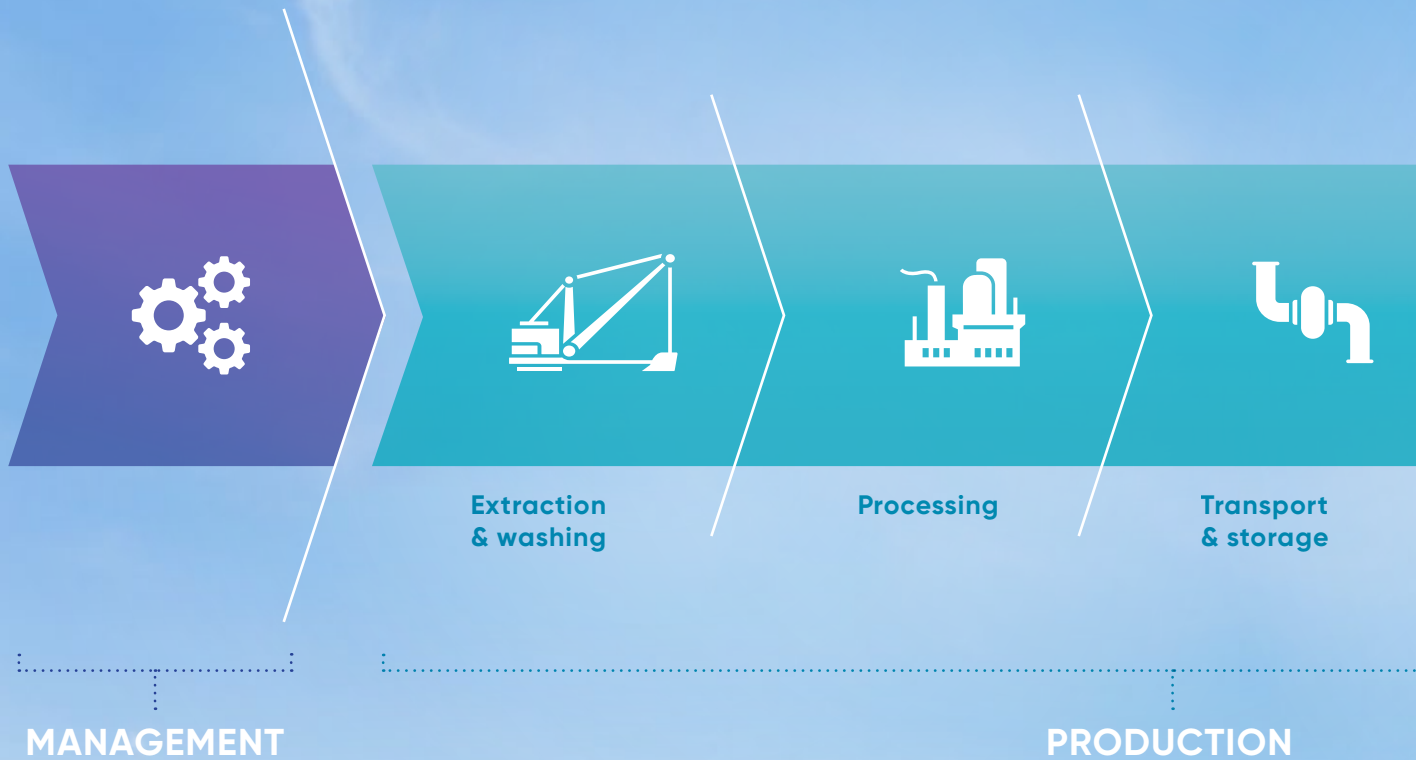 Extraction
& washing
Processing
Transport
& storage
MANAGEMENT
PRODUCTION